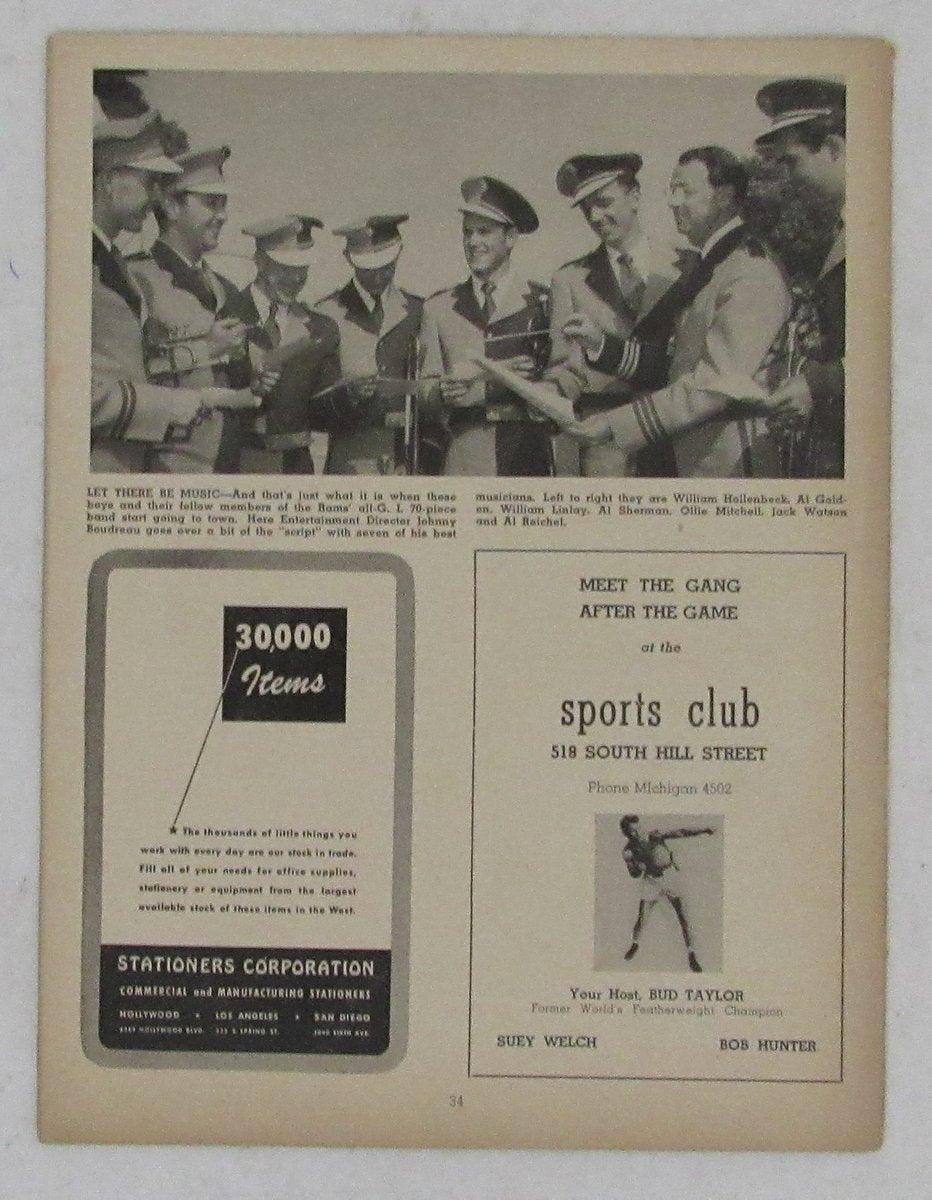 LET THERE BE MUSIC—And that's just what it is when these
boys and their fellow members of the Rams' all-G. I. 70-piece
band start going to town. Here Entertainment Director Johnny
Boudreau goes over a bit of the "script" with seven of his best
musicians. Left to right they are William Hollenbeck, Al Gold-
en, William Linlay, Al Sherman, Ollie Mitchell, Jack Watson
and Al Reichel.
30,000
Items
★ The thousands of little things you
work with every day are our stock in trade.
Fill all of your needs for office supplies,
stationery or equipment from the largest
available stock of these items in the West.
STATIONERS CORPORATION
COMMERCIAL and MANUFACTURING STATIONERS
HOLLYWOOD • LOS ANGELES • SAN DIEGO
HOLLYWOOD BLVD. 525 S. SPRING ST. SIXTH AVE.
MEET THE GANG
AFTER THE GAME
at the
sports club
518 SOUTH HILL STREET
Phone MIchigan 4502
Your Host, BUD TAYLOR
Former World's Featherweight Champion
SUEY WELCH BOB HUNTER
34